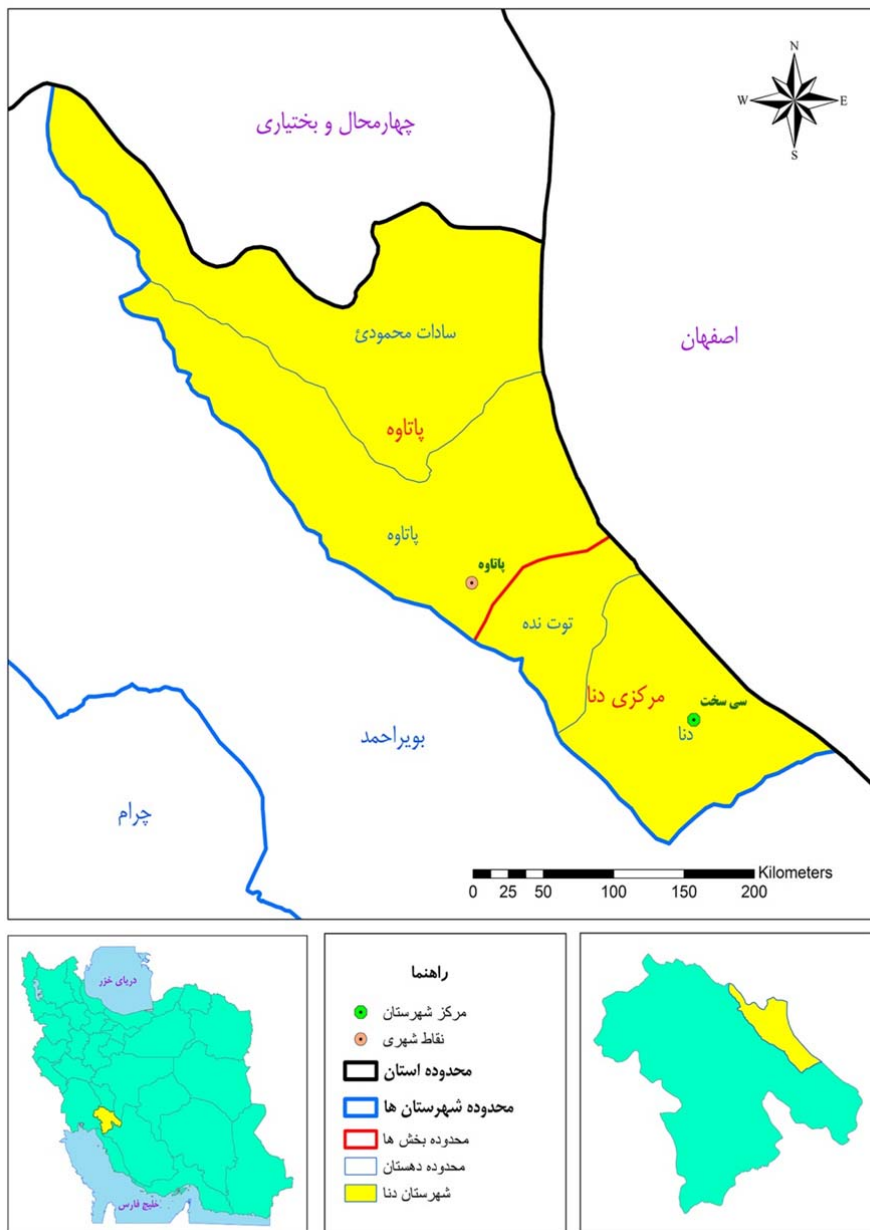 N
W E
S
چهارمحال و بختیاری
اصفهان
سادات محمودئ
پاتاوه
پاتاوه
پاتاوه
توت نده
مرکزی دنا
سی سخت
دنا
بویراحمد
چرام
Kilometers
0 25 50 100 150 200
دریای خزر
خلیج فارس
راهنما
مرکز شهرستان
نقاط شهری
محدوده استان
محدوده شهرستان ها
محدوده بخش ها
محدوده دهستان
شهرستان دنا